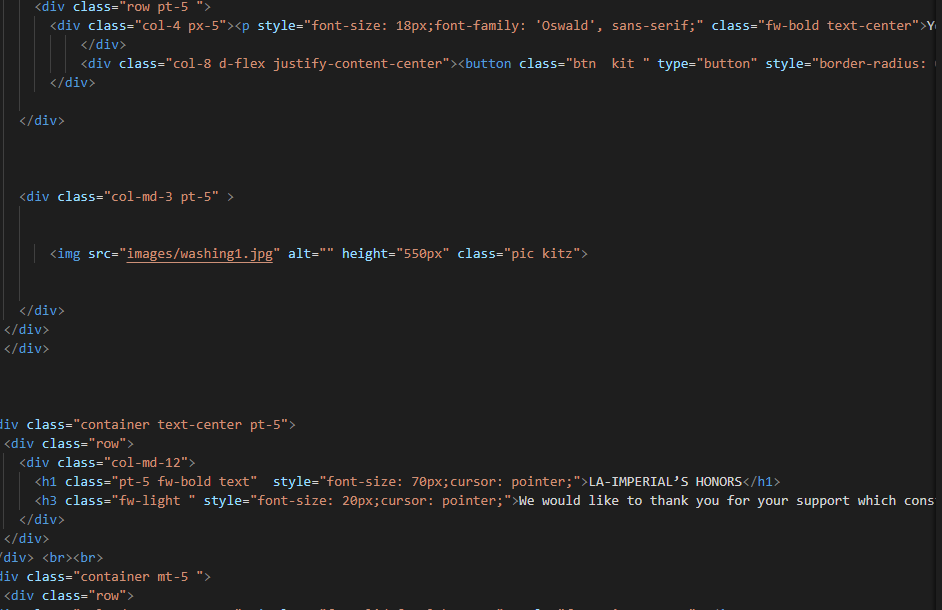 <div class="row pt-5 ">
<div class="col-4 px-5"><p style="font-size: 18px;font-family: 'Oswald', sans-serif;" class="fw-bold text-center">
</div>
<div class="col-8 d-flex justify-content-center"><button class="btn  kit " type="button" style="border-radius:
</div>
</div>
<div class="col-md-3 pt-5" >
<img src="images/washing1.jpg" alt="" height="550px" class="pic kitz">
</div>
</div>
</div>
div class="container text-center pt-5">
<div class="row">
<div class="col-md-12">
<h1 class="pt-5 fw-bold text"  style="font-size: 70px;cursor: pointer;">LA-IMPERIAL’S HONORS</h1>
<h3 class="fw-light " style="font-size: 20px;cursor: pointer;">We would like to thank you for your support which cons
</div>
</div>
/div> <br><br>
div class="container mt-5 ">
<div class="row">